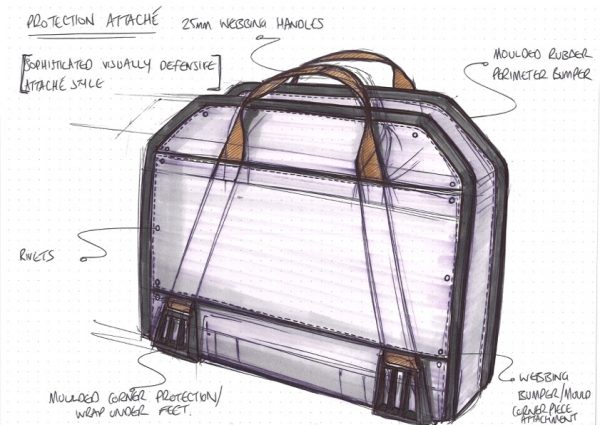 PROTECTION ATTACHÉ
25mm WEBBING HANDLES
[SOPHISTICATED VISUALLY DEFENSIVE
ATTACHÉ STYLE]
MOULDED RUBBER
PERIMETER BUMPER
RIVETS
MOULDED CORNER PROTECTION/
WRAP UNDER FEET.
WEBBING
BUMPER/MOULD
CORNER PIECE
ATTACHMENT